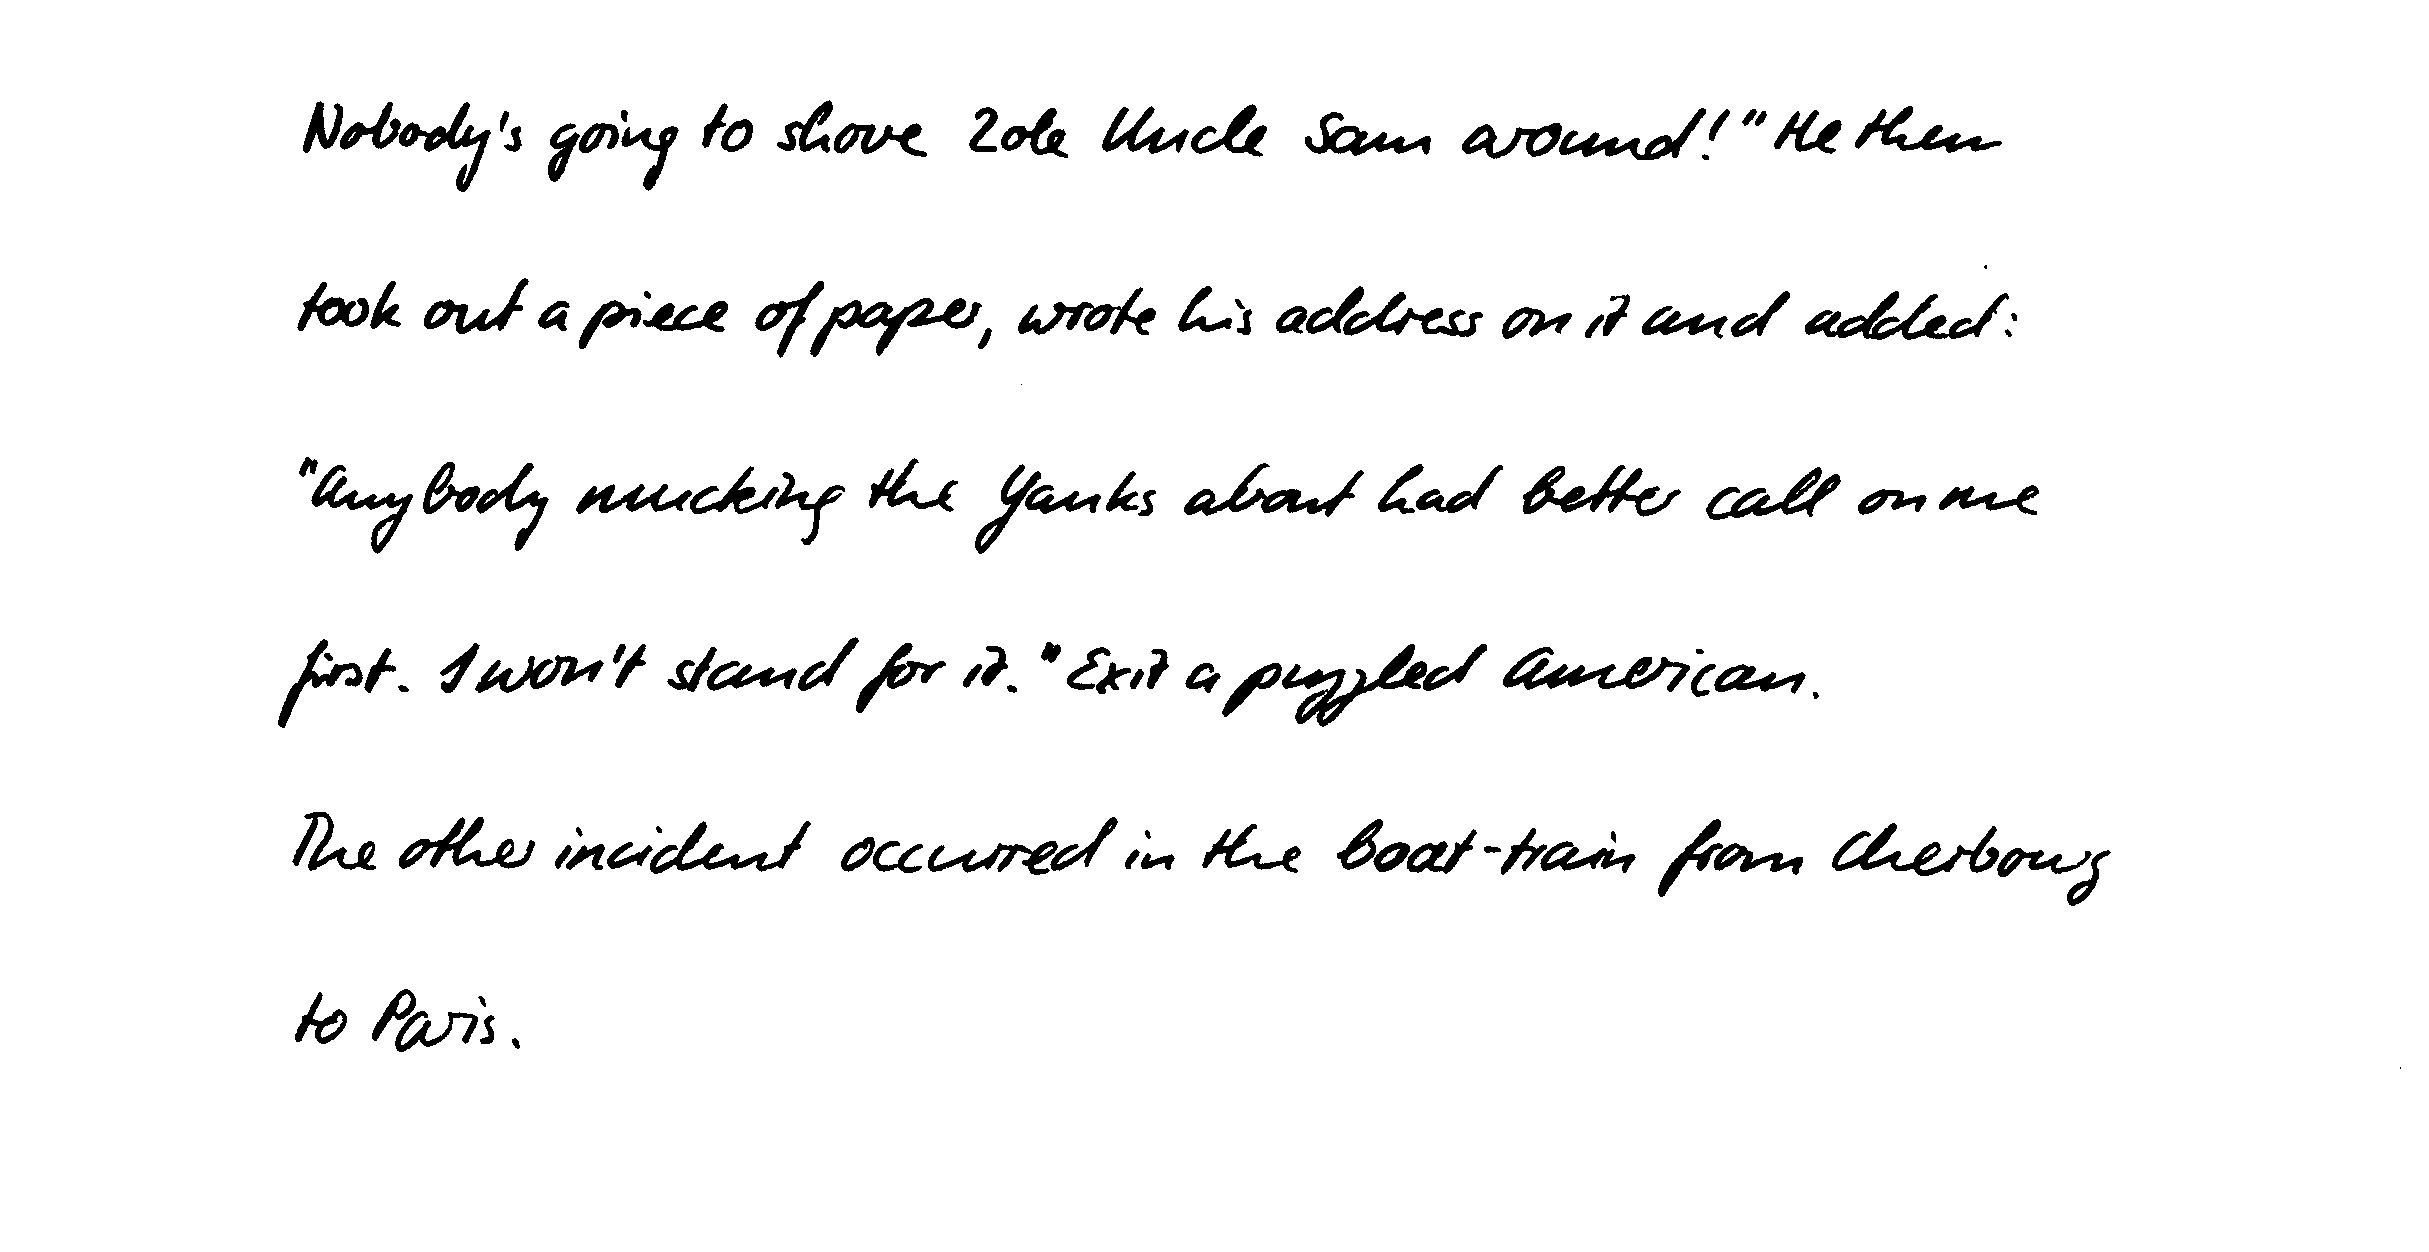 Nobody's going to shove 2ole Uncle Sam around!" He then
took out a piece of paper, wrote his address on it and added:
"Anybody mucking the Yanks about had better call on me
first. I won't stand for it." Exit a puzzled American.
The other incident occurred in the boat-train from Cherbourg
to Paris.